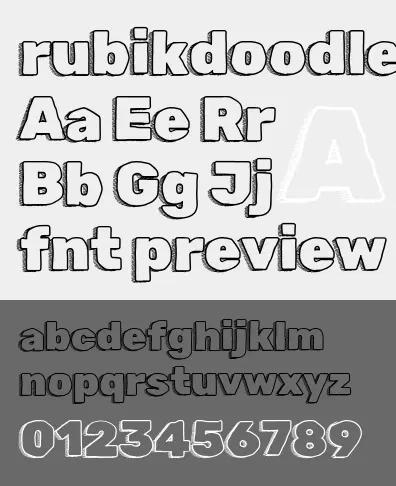 rubikdoodle
Aa Ee Rr
A
Bb Gg Jj
fnt preview
abcdefghijklm
nopqrstuvwxyz
0123456789